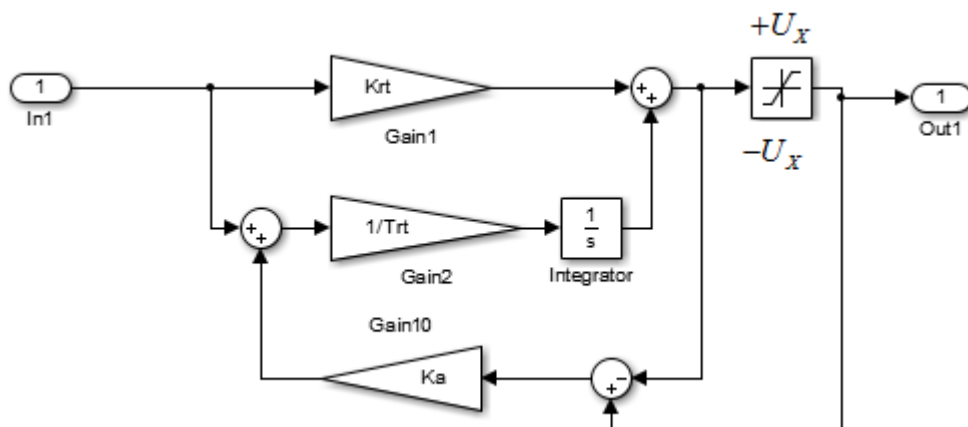 +U_X
1
In1
Krt
Gain1
++
-U_X
1
Out1
++
1/Trt
Gain2
1
s
Integrator
Gain10
Ka
+-